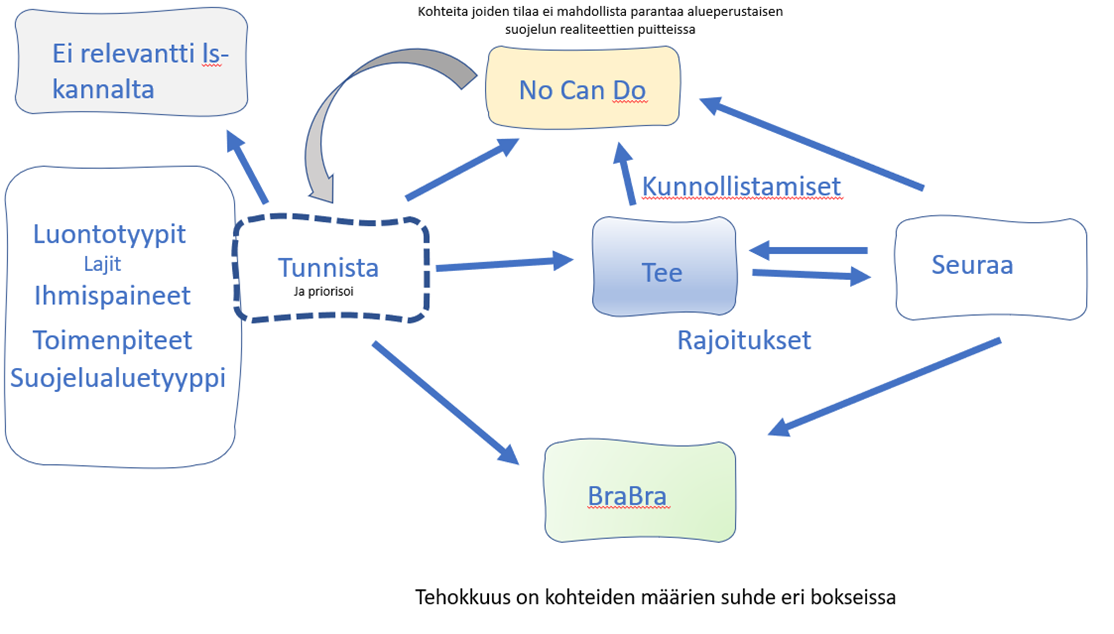 Kohteita joiden tilaa ei mahdollista parantaa alueperustaisen
suojelun realiteettien puitteissa
Ei relevantti ls-
kannalta
No Can Do
Kunnollistamiset
Luontotyypit
Lajit
Ihmispaineet
Toimenpiteet
Suojelualuetyyppi
Tunnista
Ja priorisoi
Tee
Seuraa
Rajoitukset
BraBra
Tehokkuus on kohteiden määrien suhde eri bokseissa